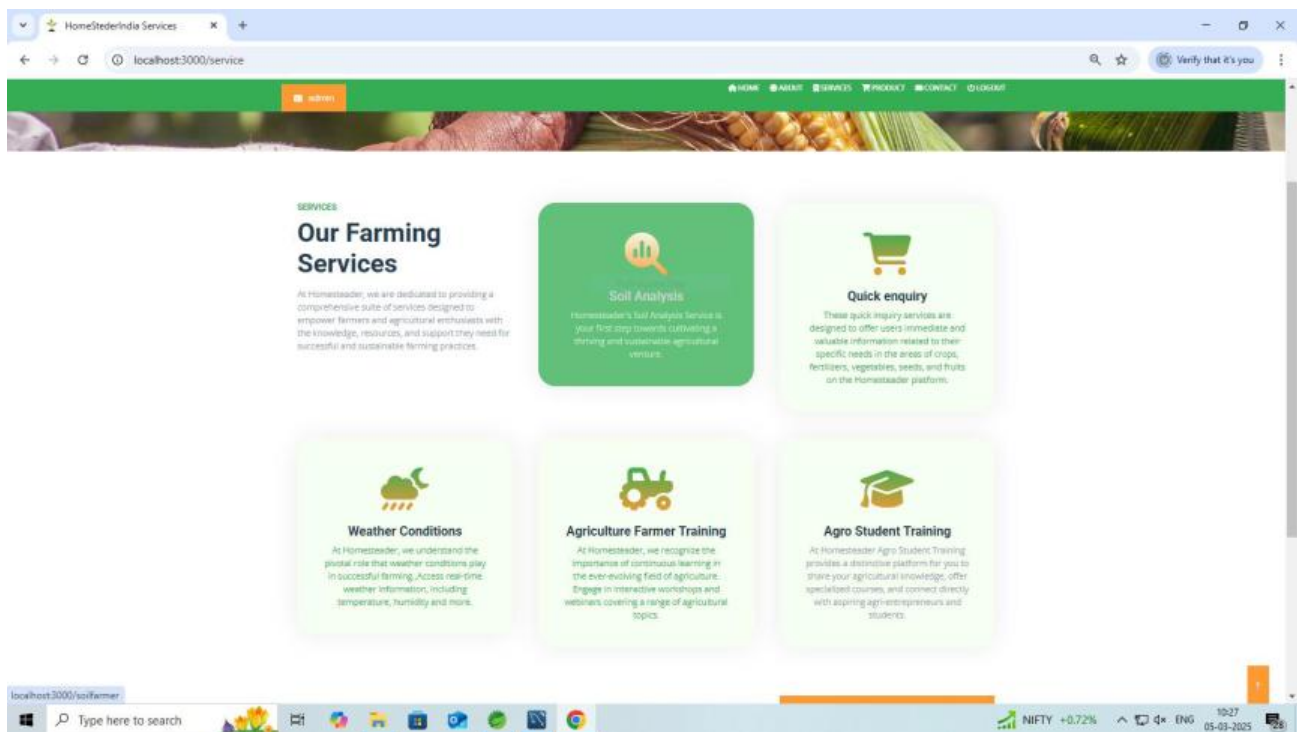 HomeStederIndia Services
localhost:3000/service
Verify that it's you
admin
HOME ABOUT SERVICES PRODUCT CONTACT LOGOUT
SERVICES
Our Farming
Services
At Homesteader, we are dedicated to providing a
comprehensive suite of services designed to
empower farmers and agricultural enthusiasts with
the knowledge, resources, and support they need for
successful and sustainable farming practices.
Soil Analysis
Homesteader's Soil Analysis Service is
your first step towards cultivating a
thriving and sustainable agricultural
venture.
Quick enquiry
These quick inquiry services are
designed to offer users immediate and
valuable information related to their
specific needs in the areas of crops,
fertilizers, vegetables, seeds, and fruits
on the Homesteader platform.
Weather Conditions
At Homesteader, we understand the
pivotal role that weather conditions play
in successful farming. Access real-time
weather information, including
temperature, humidity and more.
Agriculture Farmer Training
At Homesteader, we recognize the
importance of continuous learning in
the ever-evolving field of agriculture.
Engage in interactive workshops and
webinars covering a range of agricultural
topics.
Agro Student Training
At Homesteader Agro Student Training
provides a distinctive platform for you to
share your agricultural knowledge, offer
specialized courses, and connect directly
with aspiring agri-entrepreneurs and
students.
localhost:3000/soilfarmer
Type here to search
NIFTY +0.72%
ENG
10:27
05-03-2025
28